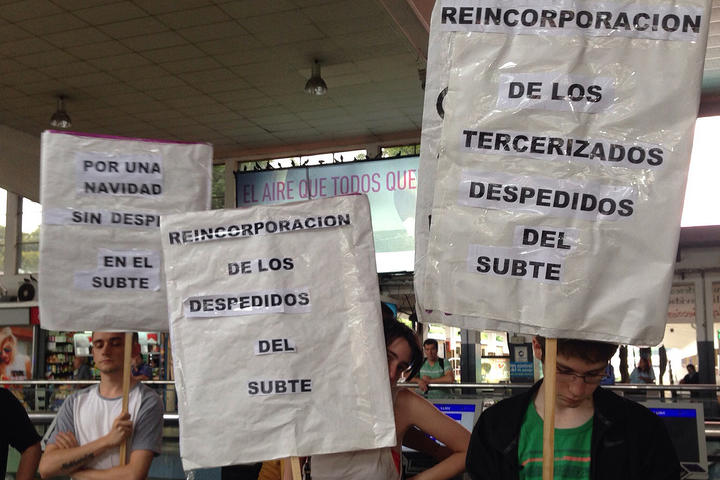 POR UNA
NAVIDAD
SIN DESPI
EN EL
SUBTE
EL AIRE QUE TODOS QUE
REINCORPORACION
DE LOS
DESPEDIDOS
DEL
SUBTE
REINCORPORACION
DE LOS
TERCERIZADOS
DESPEDIDOS
DEL
SUBTE